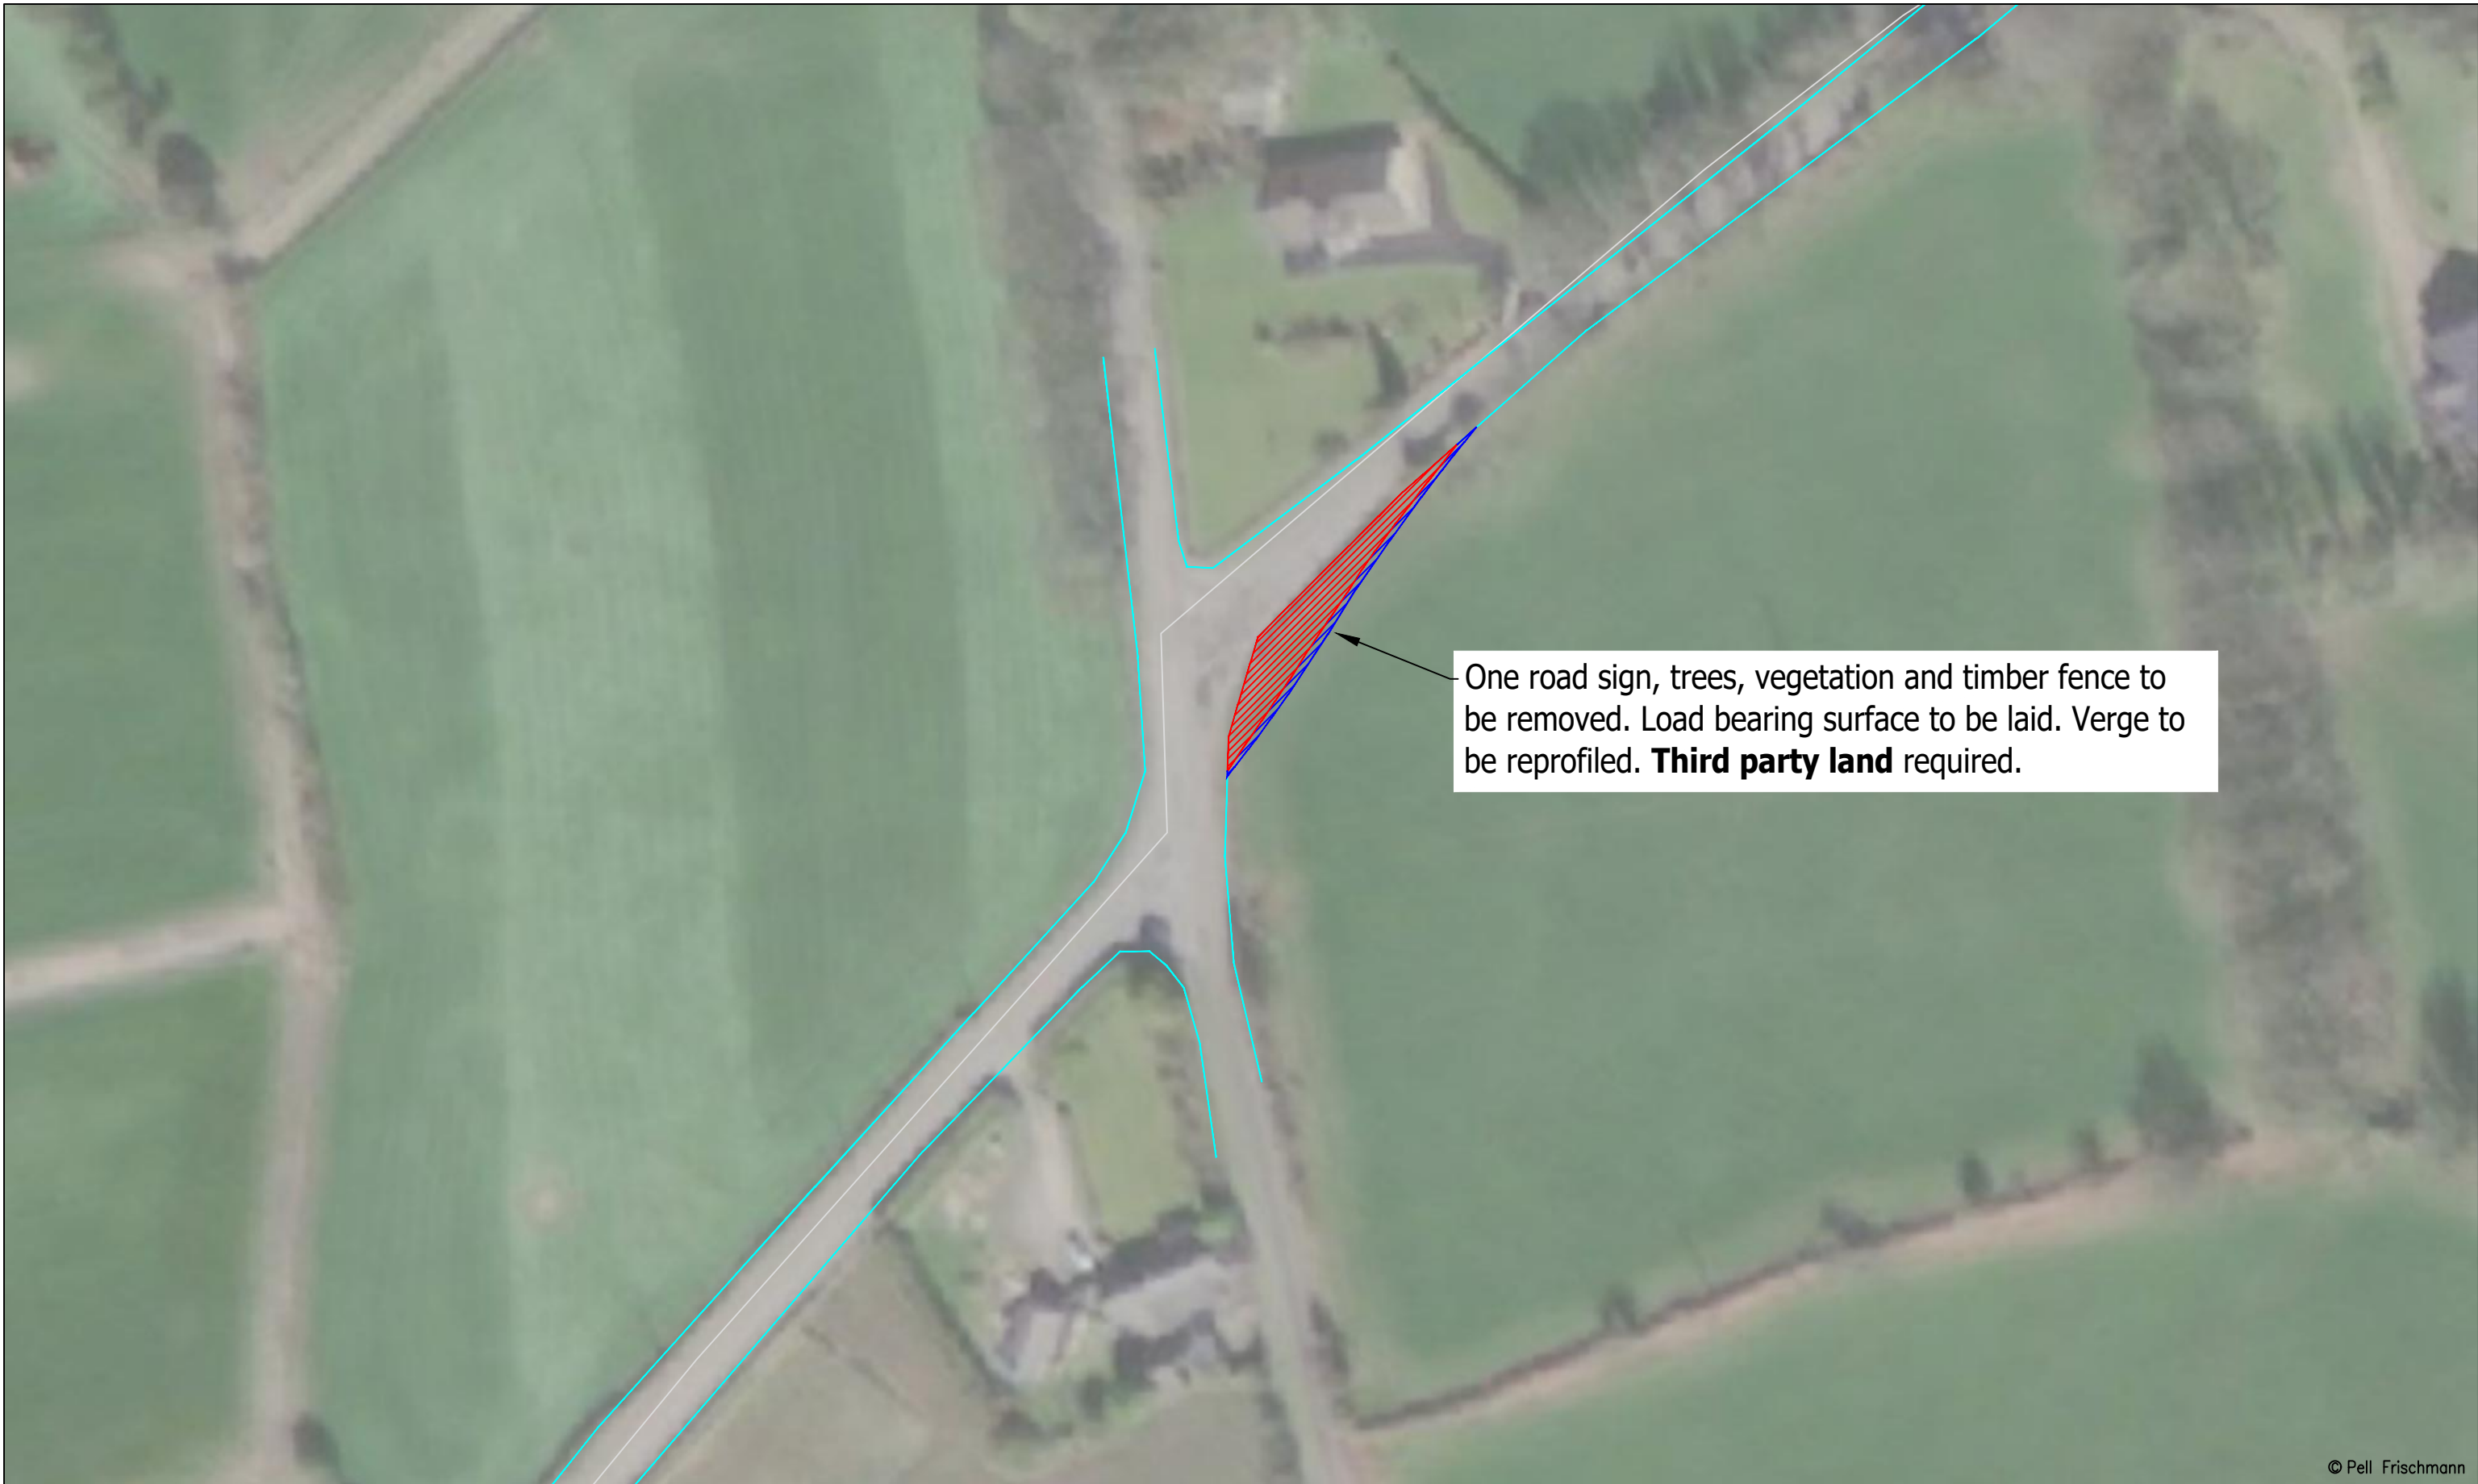 One road sign, trees, vegetation and timber fence to
be removed. Load bearing surface to be laid. Verge to
be reprofiled. Third party land required.
© Pell Frischmann